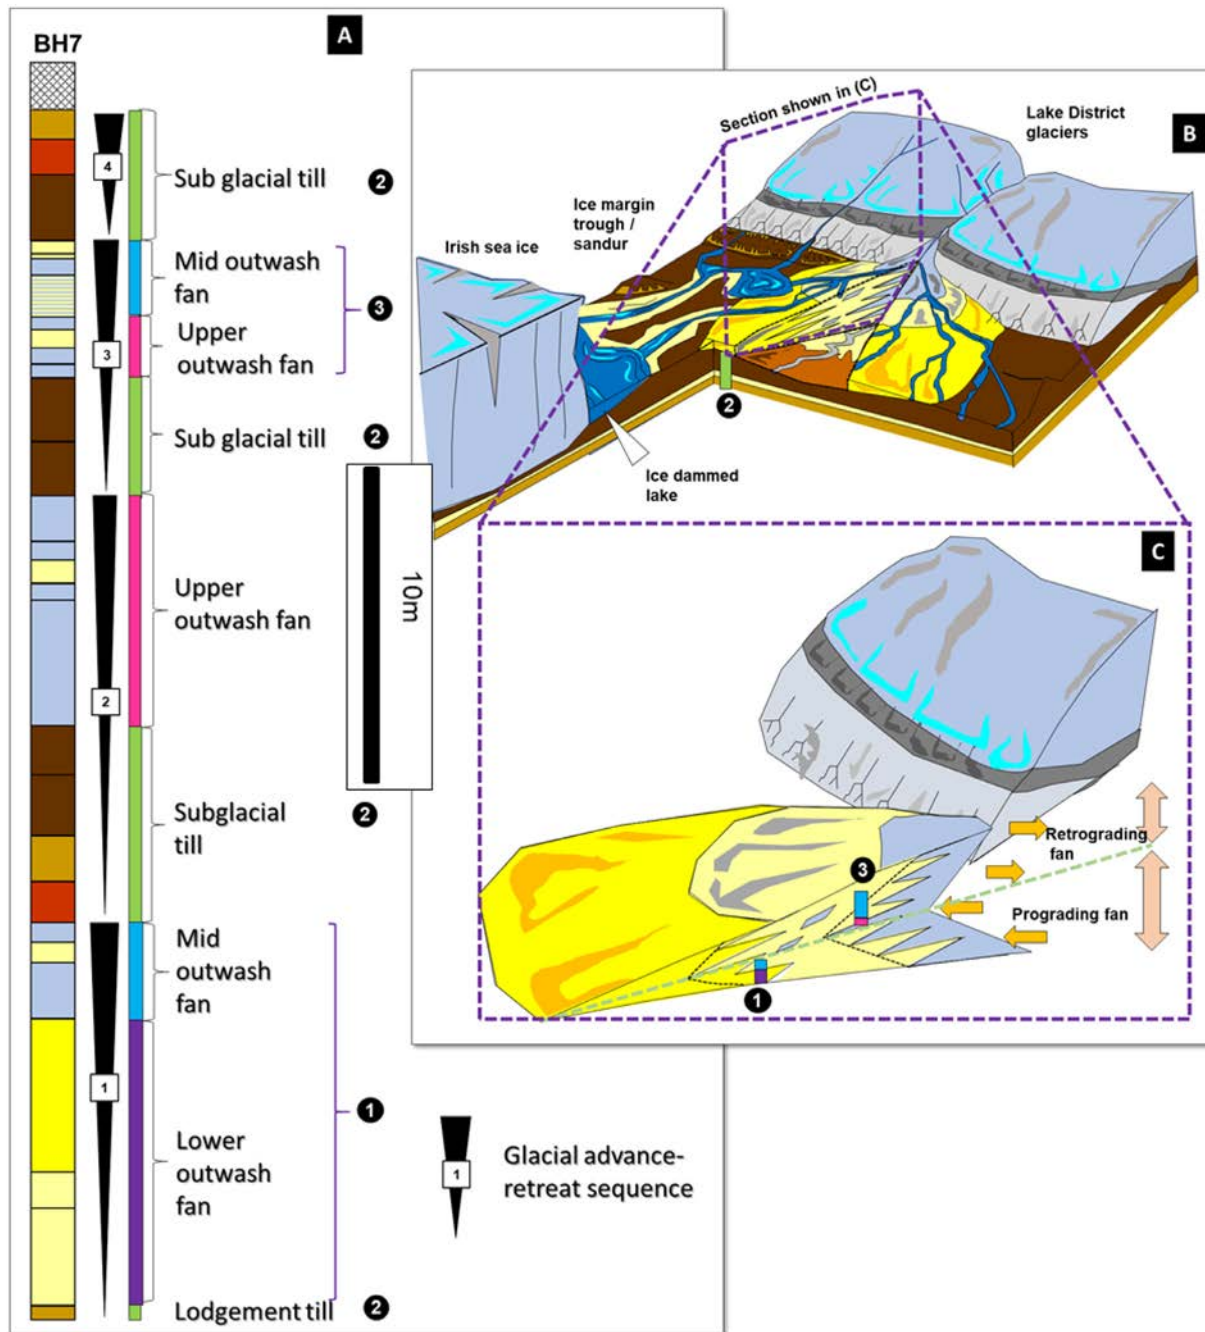 A
BH7
4
Sub glacial till
2
Mid outwash
fan
3
3
Upper
outwash fan
Sub glacial till
2
10m
Upper
outwash fan
2
Subglacial
till
2
Mid
outwash
fan
1
1
Lower
outwash
fan
Lodgement till
2
1
Glacial advance-
retreat sequence
B
Section shown in (C)
Lake District
glaciers
Ice margin
trough /
sandur
Irish sea ice
2
Ice dammed
lake
C
Retrograding
fan
3
Prograding fan
1